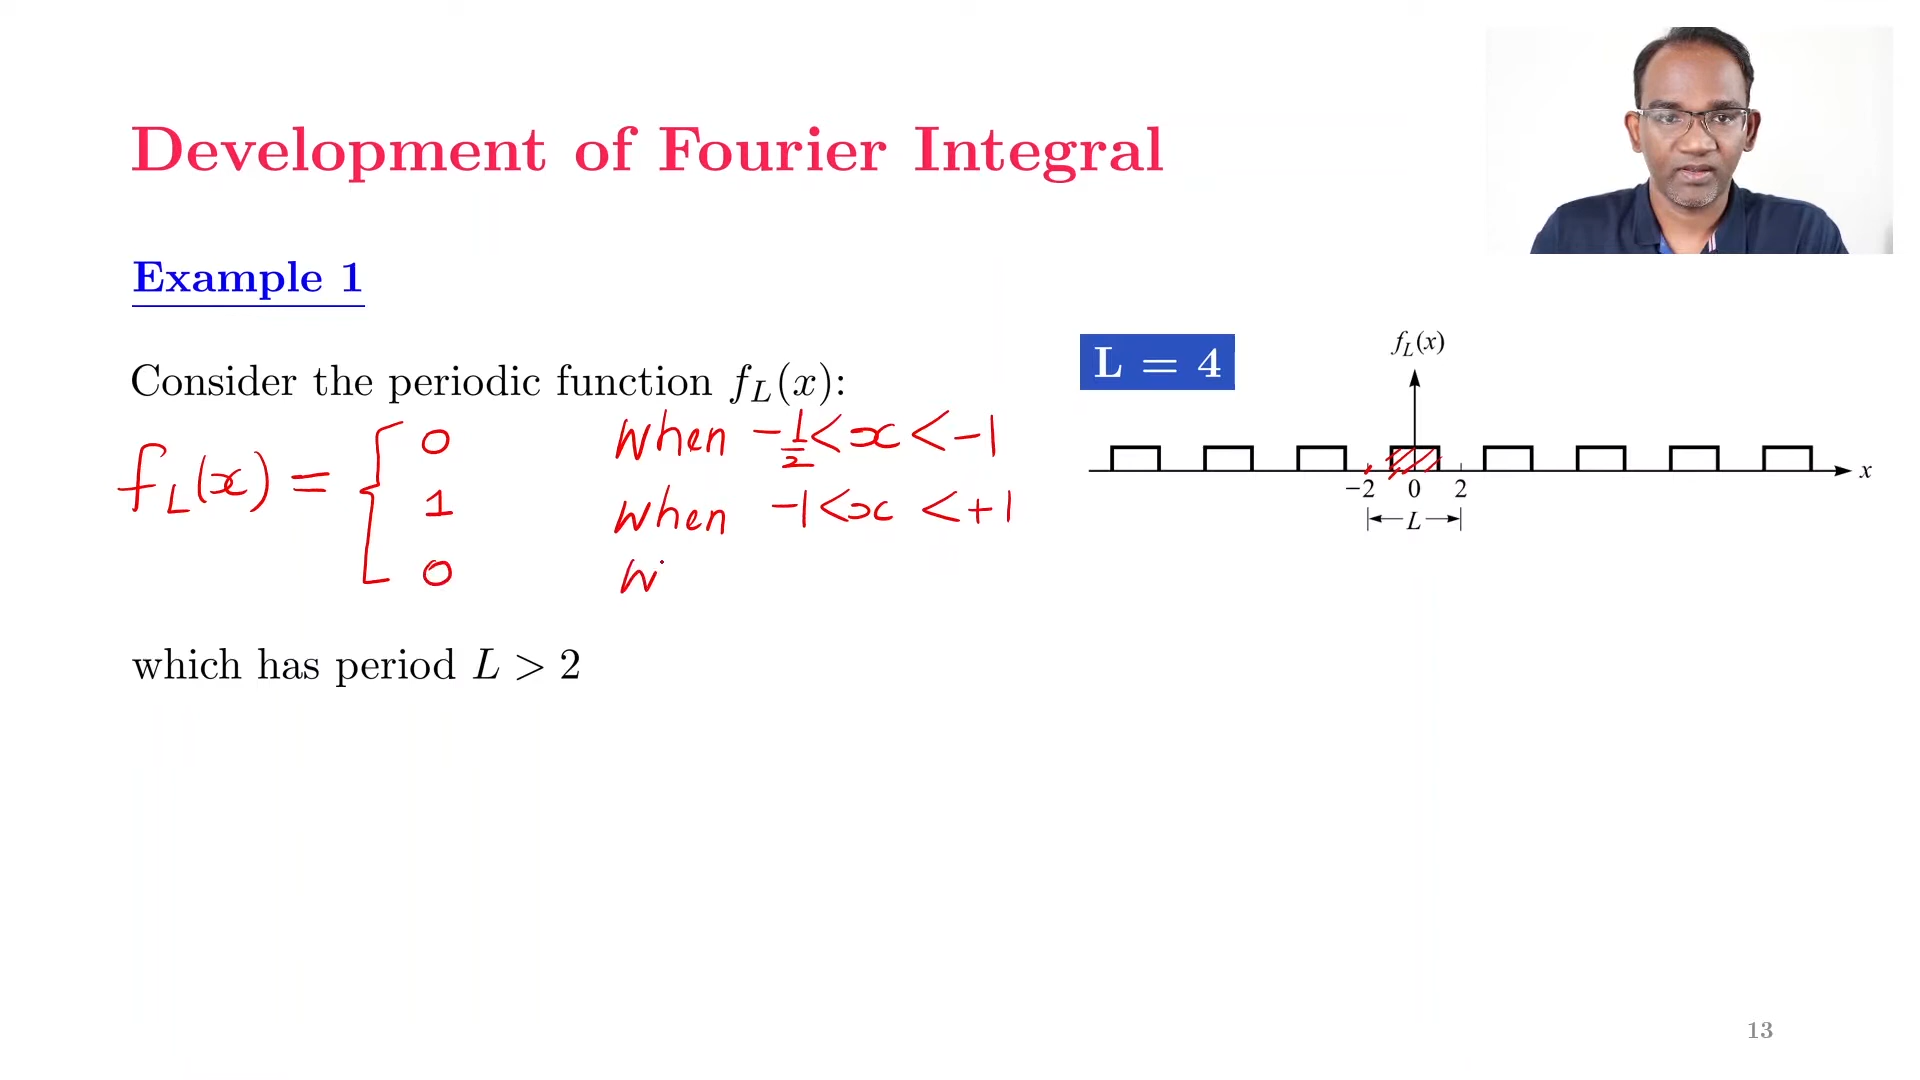 Development of Fourier Integral
Example 1
Consider the periodic function f_L(x):
f_L(x) = {
0 when -1/2 < x < -1
1 when -1 < x < +1
0 w
which has period L > 2
L = 4
f_L(x)
-2 0 2 x
L
13